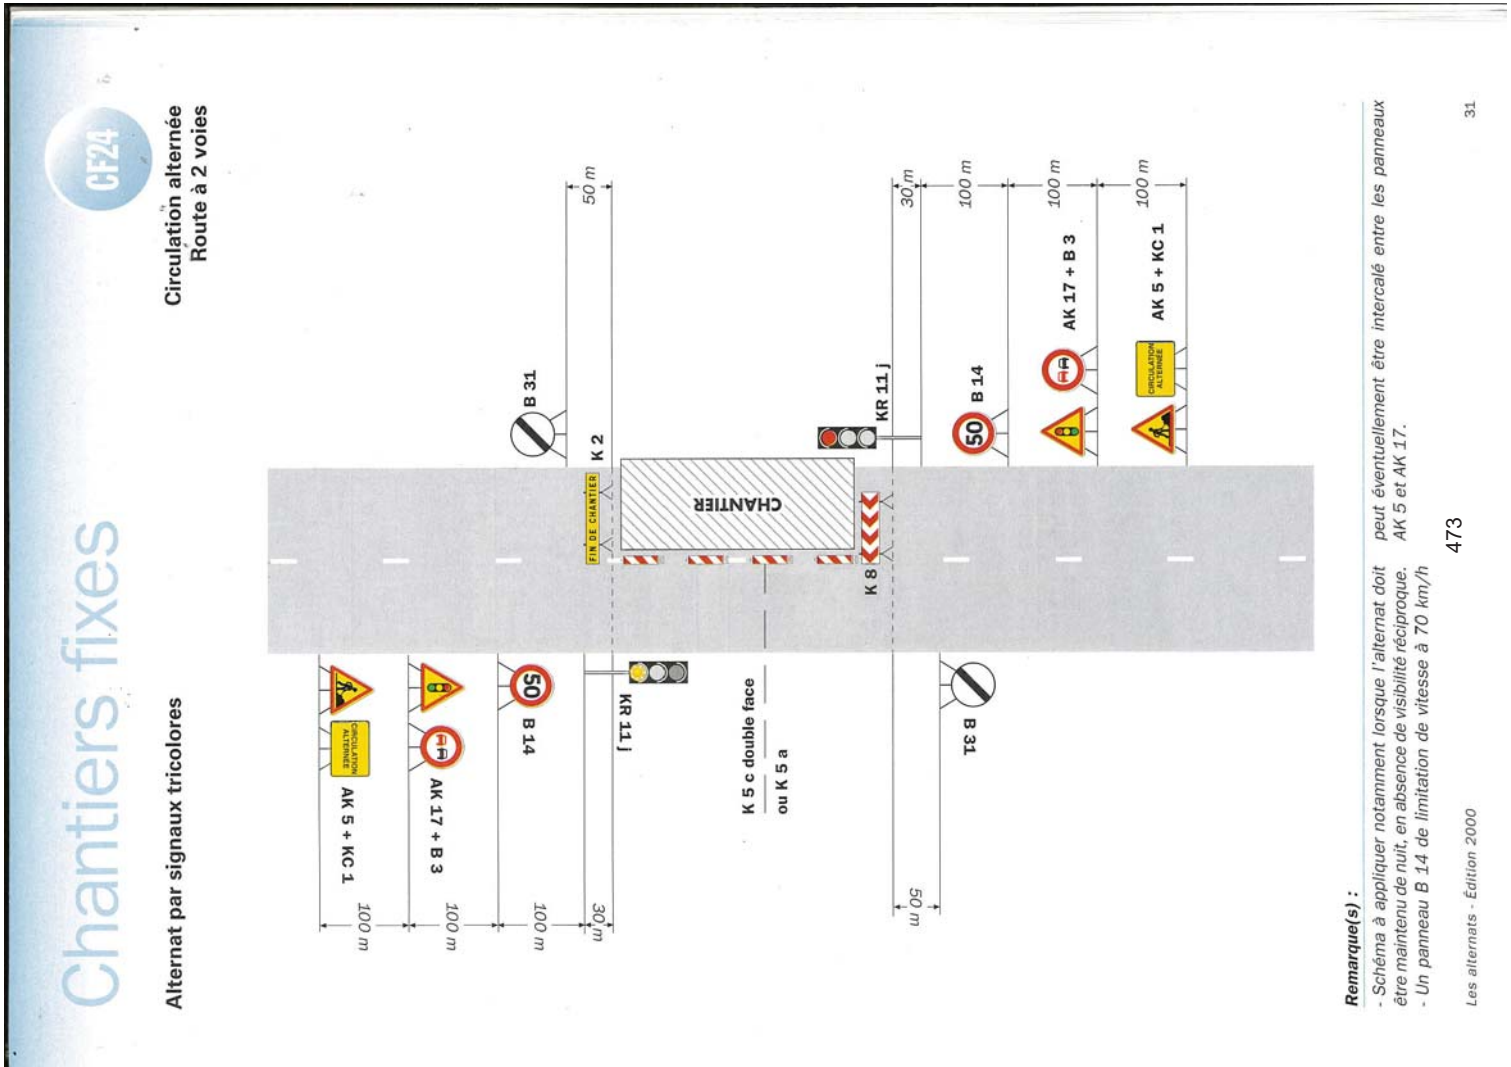 Chantiers fixes
CF24
Alternat par signaux tricolores
Circulation alternée
Route à 2 voies
CIRCULATION
ALTERNÉE
AK 5 + KC 1
100 m
AK 17 + B 3
100 m
50
B 14
100 m
KR 11 j
30 m
B 31
50 m
FIN DE CHANTIER
K 2
CHANTIER
K 5 c double face
ou K 5 a
K 8
KR 11 j
30 m
B 31
50 m
50
B 14
100 m
AK 17 + B 3
100 m
CIRCULATION
ALTERNÉE
AK 5 + KC 1
100 m
Remarque(s) :
- Schéma à appliquer notamment lorsque l'alternat doit
être maintenu de nuit, en absence de visibilité réciproque.
- Un panneau B 14 de limitation de vitesse à 70 km/h
peut éventuellement être intercalé entre les panneaux
AK 5 et AK 17.
473
Les alternats - Édition 2000
31